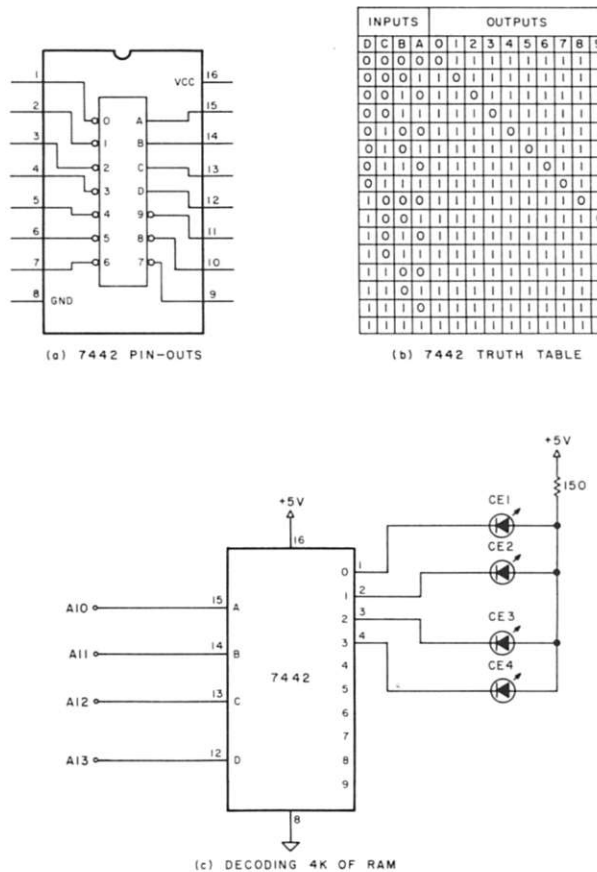 INPUTS OUTPUTS
D C B A 0 1 2 3 4 5 6 7 8
0 0 0 0 0 1 1 1 1 1 1 1 1
0 0 0 1 1 0 1 1 1 1 1 1 1
0 0 1 0 1 1 0 1 1 1 1 1 1
0 0 1 1 1 1 1 0 1 1 1 1 1
0 1 0 0 1 1 1 1 0 1 1 1 1
0 1 0 1 1 1 1 1 1 0 1 1 1
0 1 1 0 1 1 1 1 1 1 0 1 1
0 1 1 1 1 1 1 1 1 1 1 0 1
1 0 0 0 1 1 1 1 1 1 1 1 0
1 0 0 1 1 1 1 1 1 1 1 1 1
1 0 1 0 1 1 1 1 1 1 1 1 1
1 0 1 1 1 1 1 1 1 1 1 1 1
1 1 0 0 1 1 1 1 1 1 1 1 1
1 1 0 1 1 1 1 1 1 1 1 1 1
1 1 1 0 1 1 1 1 1 1 1 1 1
1 1 1 1 1 1 1 1 1 1 1 1 1
(b) 7442 TRUTH TABLE
1 VCC 16
2 0 A 15
3 1 B 14
4 2 C 13
5 3 D 12
6 4 9 11
7 5 8 10
8 GND 6 7 9
(a) 7442 PIN-OUTS
+5V
150
CE1
CE2
CE3
CE4
+5V
16
0 1
1 2
2 3
3 4
4
5
6
7
8
9
A10 15 A
A11 14 B
A12 13 C
A13 12 D
7442
8
(c) DECODING 4K OF RAM